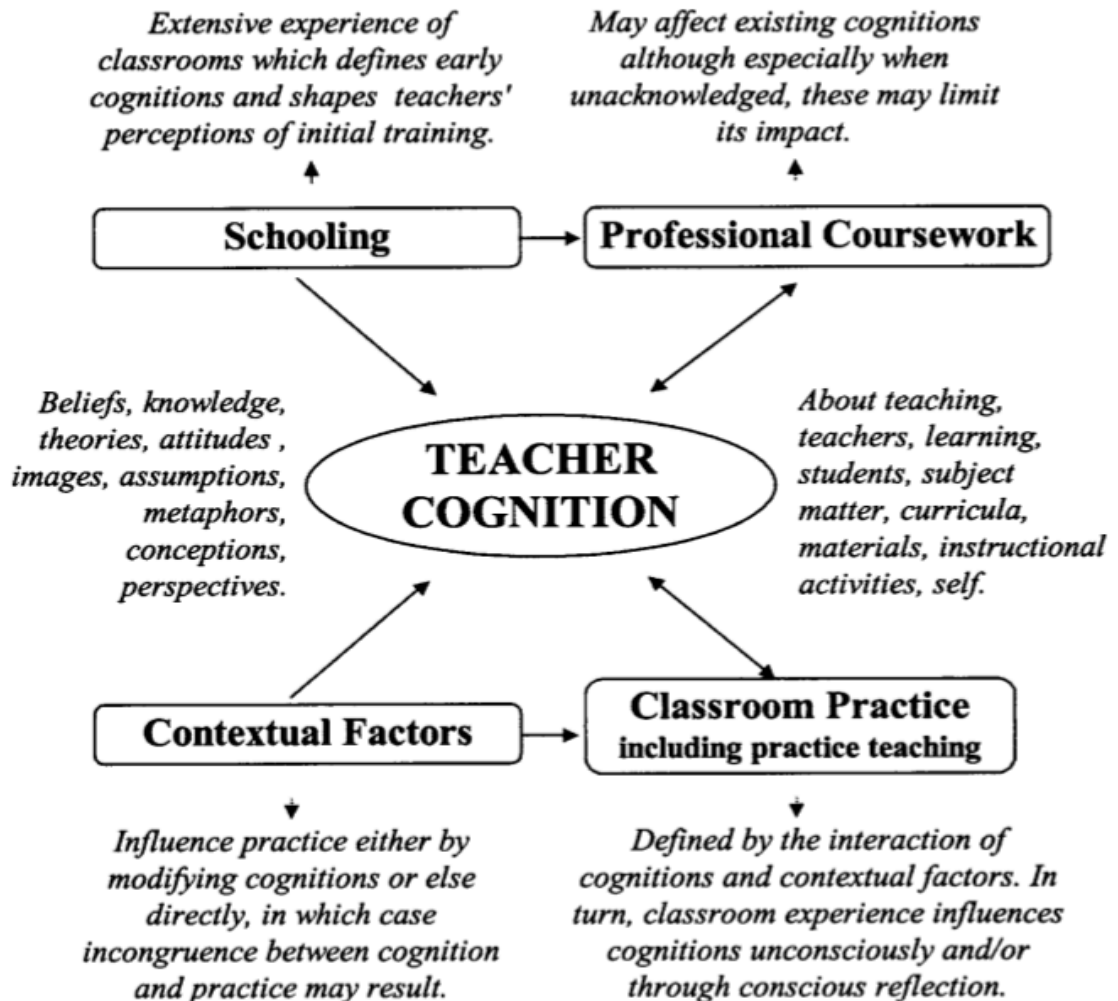 Extensive experience of
classrooms which defines early
cognitions and shapes teachers'
perceptions of initial training.
May affect existing cognitions
although especially when
unacknowledged, these may limit
its impact.
Schooling
Professional Coursework
Beliefs, knowledge,
theories, attitudes ,
images, assumptions,
metaphors,
conceptions,
perspectives.
TEACHER
COGNITION
About teaching,
teachers, learning,
students, subject
matter, curricula,
materials, instructional
activities, self.
Contextual Factors
Classroom Practice
including practice teaching
Influence practice either by
modifying cognitions or else
directly, in which case
incongruence between cognition
and practice may result.
Defined by the interaction of
cognitions and contextual factors. In
turn, classroom experience influences
cognitions unconsciously and/or
through conscious reflection.